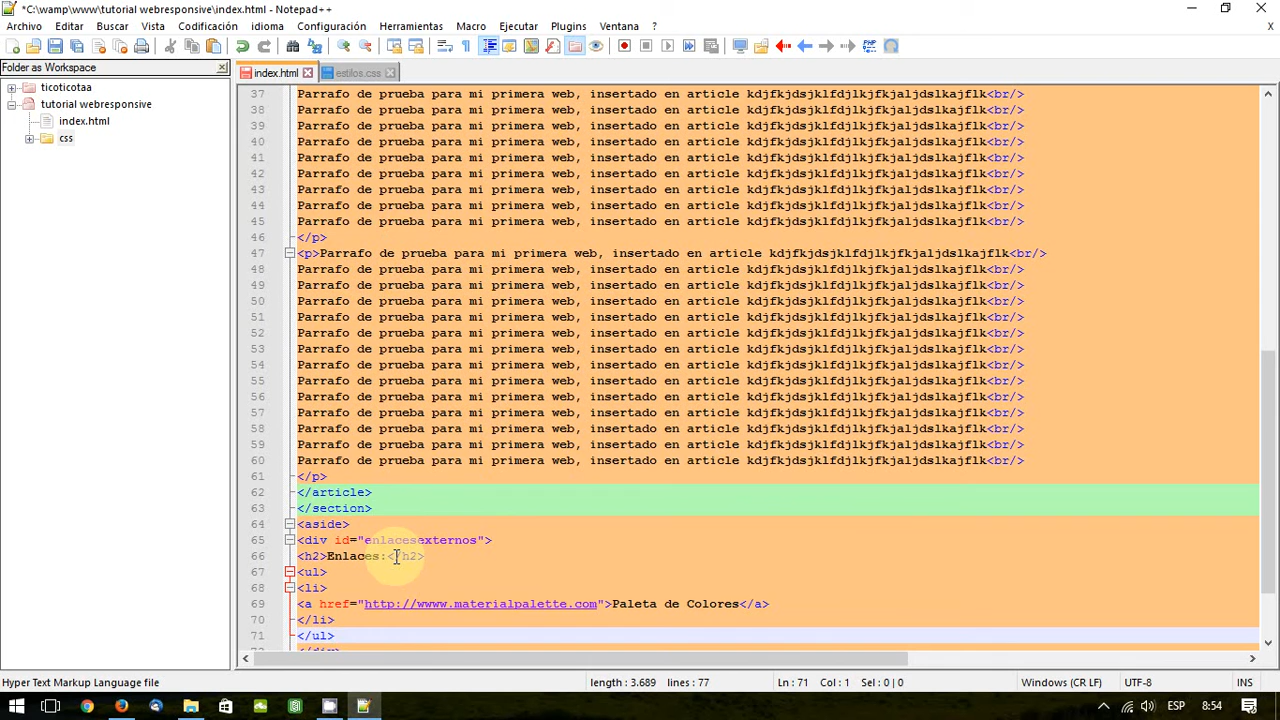 *C:\wamp\www\tutorial webresponsive\index.html - Notepad++
Archivo Editar Buscar Vista Codificación idioma Configuración Herramientas Macro Ejecutar Plugins Ventana ? X
Folder as Workspace
ticoticotaa
tutorial webresponsive
index.html
css
index.html estilos.css
37 Parrafo de prueba para mi primera web, insertado en article kdjfkjdsjklfdjlkjfkjaljdslkajflk<br/>
38 Parrafo de prueba para mi primera web, insertado en article kdjfkjdsjklfdjlkjfkjaljdslkajflk<br/>
39 Parrafo de prueba para mi primera web, insertado en article kdjfkjdsjklfdjlkjfkjaljdslkajflk<br/>
40 Parrafo de prueba para mi primera web, insertado en article kdjfkjdsjklfdjlkjfkjaljdslkajflk<br/>
41 Parrafo de prueba para mi primera web, insertado en article kdjfkjdsjklfdjlkjfkjaljdslkajflk<br/>
42 Parrafo de prueba para mi primera web, insertado en article kdjfkjdsjklfdjlkjfkjaljdslkajflk<br/>
43 Parrafo de prueba para mi primera web, insertado en article kdjfkjdsjklfdjlkjfkjaljdslkajflk<br/>
44 Parrafo de prueba para mi primera web, insertado en article kdjfkjdsjklfdjlkjfkjaljdslkajflk<br/>
45 Parrafo de prueba para mi primera web, insertado en article kdjfkjdsjklfdjlkjfkjaljdslkajflk<br/>
46 </p>
47 <p>Parrafo de prueba para mi primera web, insertado en article kdjfkjdsjklfdjlkjfkjaljdslkajflk<br/>
48 Parrafo de prueba para mi primera web, insertado en article kdjfkjdsjklfdjlkjfkjaljdslkajflk<br/>
49 Parrafo de prueba para mi primera web, insertado en article kdjfkjdsjklfdjlkjfkjaljdslkajflk<br/>
50 Parrafo de prueba para mi primera web, insertado en article kdjfkjdsjklfdjlkjfkjaljdslkajflk<br/>
51 Parrafo de prueba para mi primera web, insertado en article kdjfkjdsjklfdjlkjfkjaljdslkajflk<br/>
52 Parrafo de prueba para mi primera web, insertado en article kdjfkjdsjklfdjlkjfkjaljdslkajflk<br/>
53 Parrafo de prueba para mi primera web, insertado en article kdjfkjdsjklfdjlkjfkjaljdslkajflk<br/>
54 Parrafo de prueba para mi primera web, insertado en article kdjfkjdsjklfdjlkjfkjaljdslkajflk<br/>
55 Parrafo de prueba para mi primera web, insertado en article kdjfkjdsjklfdjlkjfkjaljdslkajflk<br/>
56 Parrafo de prueba para mi primera web, insertado en article kdjfkjdsjklfdjlkjfkjaljdslkajflk<br/>
57 Parrafo de prueba para mi primera web, insertado en article kdjfkjdsjklfdjlkjfkjaljdslkajflk<br/>
58 Parrafo de prueba para mi primera web, insertado en article kdjfkjdsjklfdjlkjfkjaljdslkajflk<br/>
59 Parrafo de prueba para mi primera web, insertado en article kdjfkjdsjklfdjlkjfkjaljdslkajflk<br/>
60 Parrafo de prueba para mi primera web, insertado en article kdjfkjdsjklfdjlkjfkjaljdslkajflk<br/>
61 </p>
62 </article>
63 </section>
64 <aside>
65 <div id="enlacesexternos">
66 <h2>Enlaces:</h2>
67 <ul>
68 <li>
69 <a href="http://www.materialpalette.com">Paleta de Colores</a>
70 </li>
71 </ul>
72 </div>
Hyper Text Markup Language file length : 3.689 lines : 77 Ln : 71 Col : 1 Sel : 0 | 0 Windows (CR LF) UTF-8 INS
ESP 8:54